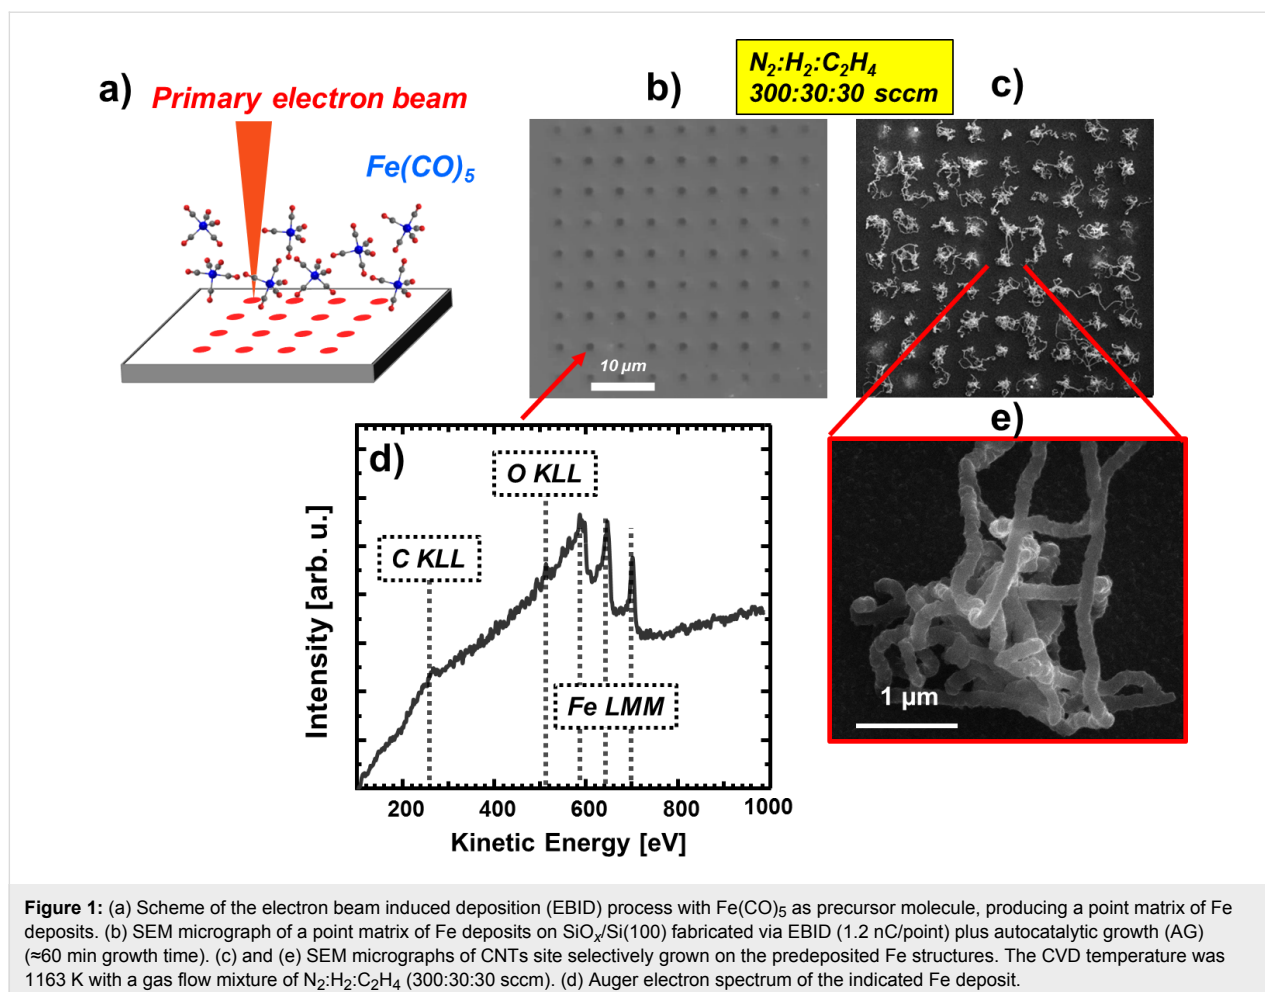 a)
Primary electron beam
Fe(CO)5
b)
N2:H2:C2H4
300:30:30 sccm
c)
10 µm
d)
O KLL
C KLL
Fe LMM
Intensity [arb. u.]
200 400 600 800 1000
Kinetic Energy [eV]
e)
1 µm
Figure 1: (a) Scheme of the electron beam induced deposition (EBID) process with Fe(CO)5 as precursor molecule, producing a point matrix of Fe
deposits. (b) SEM micrograph of a point matrix of Fe deposits on SiOx/Si(100) fabricated via EBID (1.2 nC/point) plus autocatalytic growth (AG)
(≈60 min growth time). (c) and (e) SEM micrographs of CNTs site selectively grown on the predeposited Fe structures. The CVD temperature was
1163 K with a gas flow mixture of N2:H2:C2H4 (300:30:30 sccm). (d) Auger electron spectrum of the indicated Fe deposit.